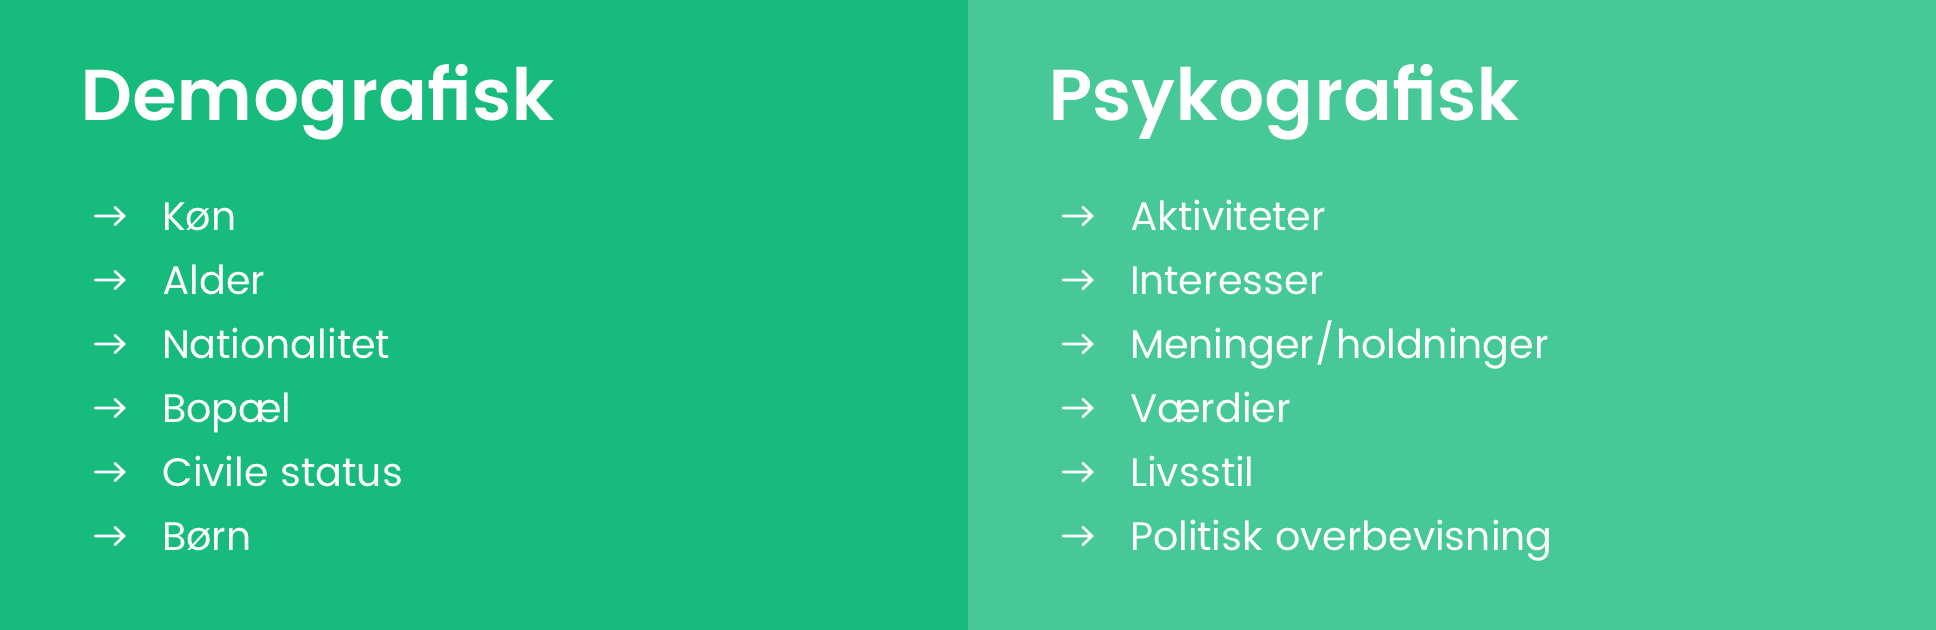 Demografisk
→ Køn
→ Alder
→ Nationalitet
→ Bopæl
→ Civile status
→ Børn
Psykografisk
→ Aktiviteter
→ Interesser
→ Meninger/holdninger
→ Værdier
→ Livsstil
→ Politisk overbevisning